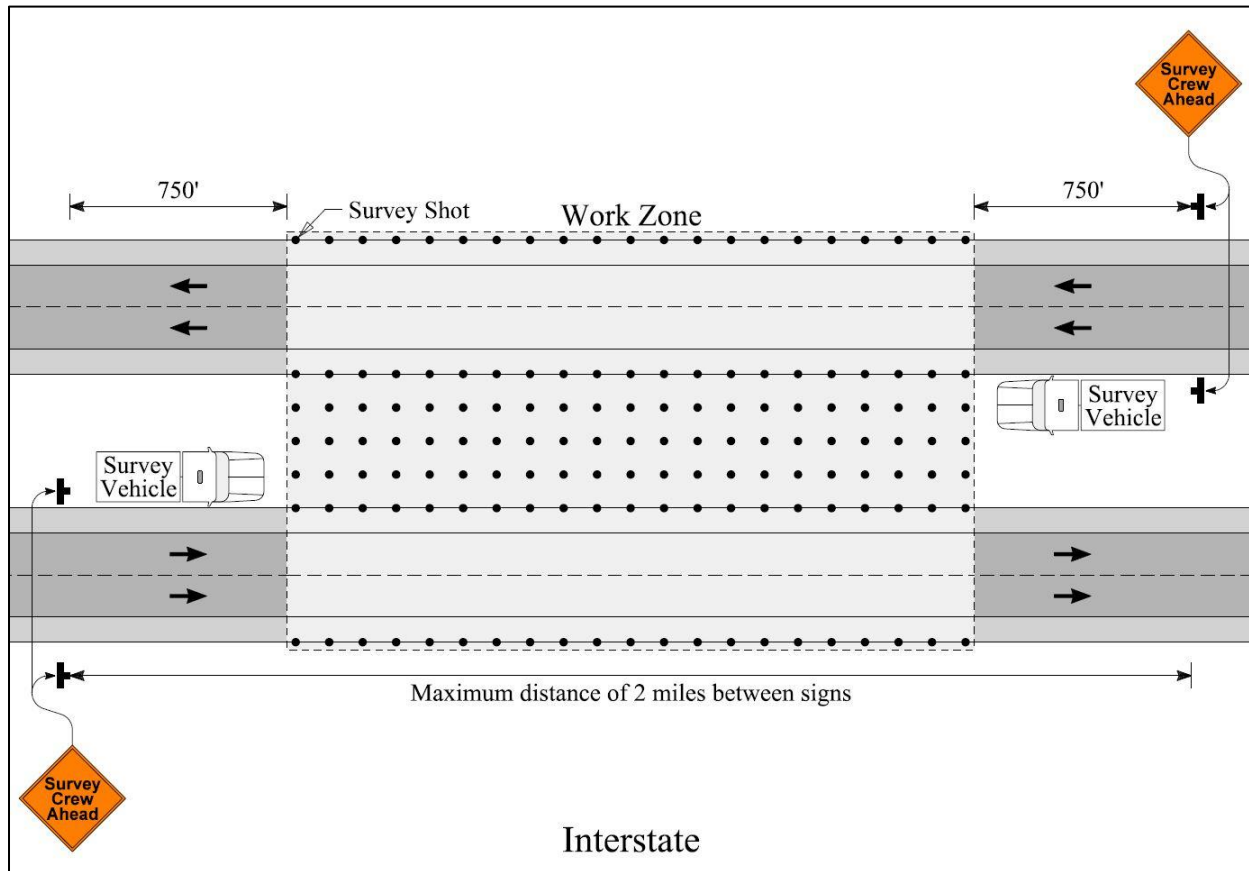 Survey
Crew
Ahead
750'
750'
Survey Shot
Work Zone
Survey
Vehicle
Survey
Vehicle
Maximum distance of 2 miles between signs
Survey
Crew
Ahead
Interstate